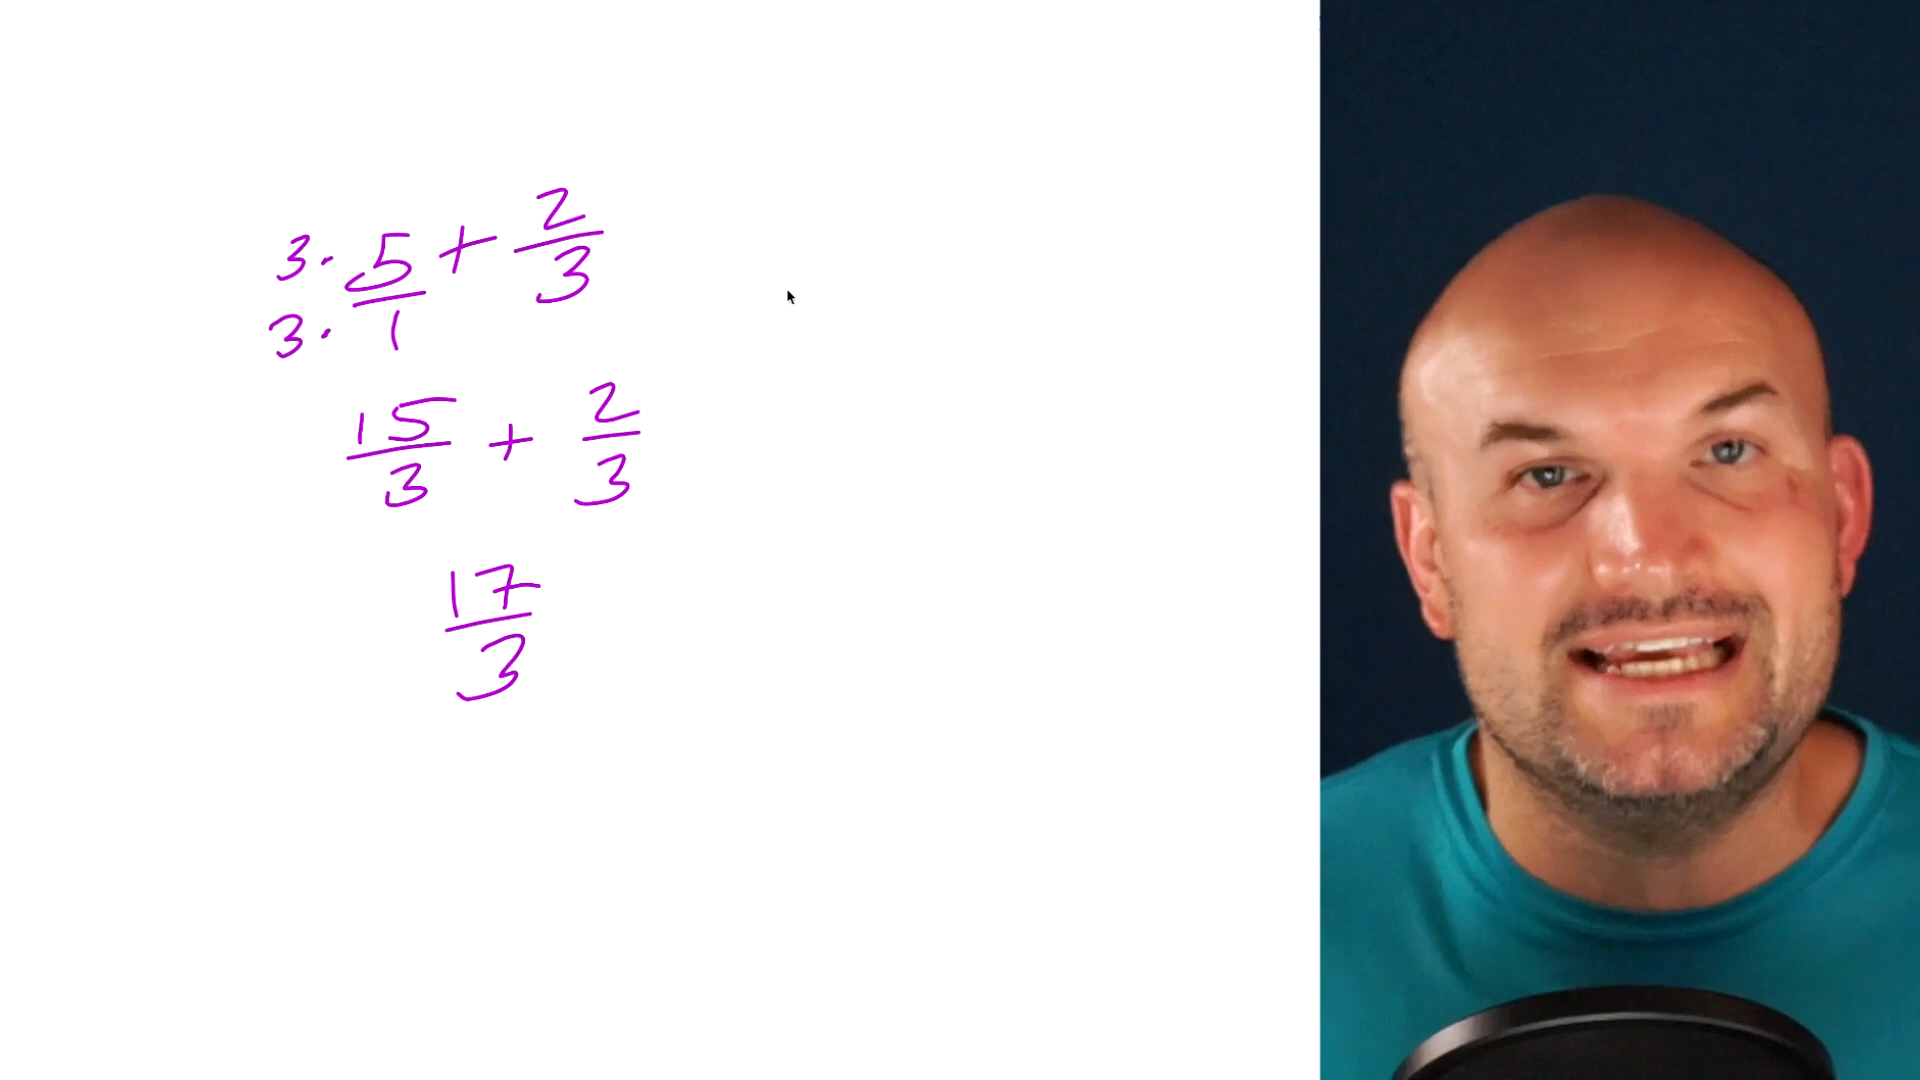 3 · 5/1 + 2/3
3 ·
15/3 + 2/3
17/3